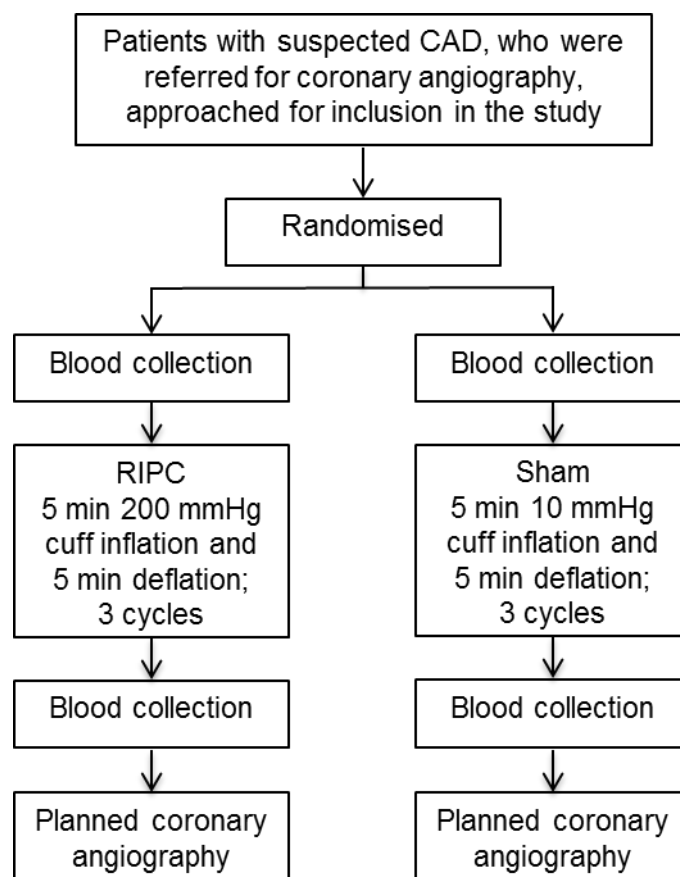 Patients with suspected CAD, who were
referred for coronary angiography,
approached for inclusion in the study
Randomised
Blood collection
RIPC
5 min 200 mmHg
cuff inflation and
5 min deflation;
3 cycles
Blood collection
Planned coronary
angiography
Blood collection
Sham
5 min 10 mmHg
cuff inflation and
5 min deflation;
3 cycles
Blood collection
Planned coronary
angiography